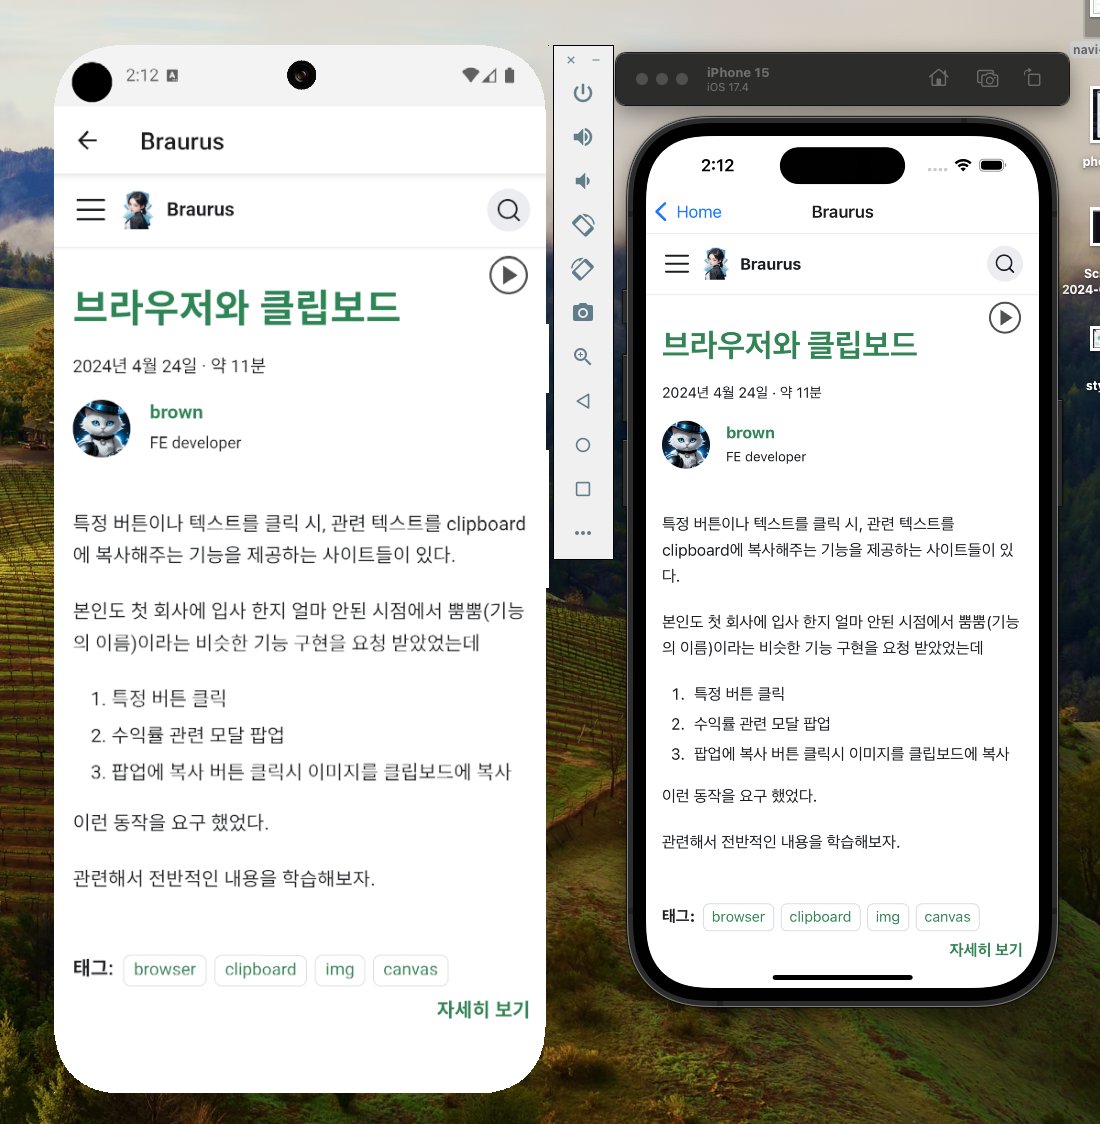 2:12
Braurus
Braurus
브라우저와 클립보드
2024년 4월 24일 · 약 11분
brown
FE developer
특정 버튼이나 텍스트를 클릭 시, 관련 텍스트를 clipboard
에 복사해주는 기능을 제공하는 사이트들이 있다.
본인도 첫 회사에 입사 한지 얼마 안된 시점에서 뿜뿜(기능
의 이름)이라는 비슷한 기능 구현을 요청 받았었는데
1. 특정 버튼 클릭
2. 수익률 관련 모달 팝업
3. 팝업에 복사 버튼 클릭시 이미지를 클립보드에 복사
이런 동작을 요구 했었다.
관련해서 전반적인 내용을 학습해보자.
태그: browser clipboard img canvas
자세히 보기
iPhone 15
iOS 17.4
2:12
Home Braurus
Braurus
브라우저와 클립보드
2024년 4월 24일 · 약 11분
brown
FE developer
특정 버튼이나 텍스트를 클릭 시, 관련 텍스트를
clipboard에 복사해주는 기능을 제공하는 사이트들이 있
다.
본인도 첫 회사에 입사 한지 얼마 안된 시점에서 뿜뿜(기능
의 이름)이라는 비슷한 기능 구현을 요청 받았었는데
1. 특정 버튼 클릭
2. 수익률 관련 모달 팝업
3. 팝업에 복사 버튼 클릭시 이미지를 클립보드에 복사
이런 동작을 요구 했었다.
관련해서 전반적인 내용을 학습해보자.
태그: browser clipboard img canvas
자세히 보기
navi